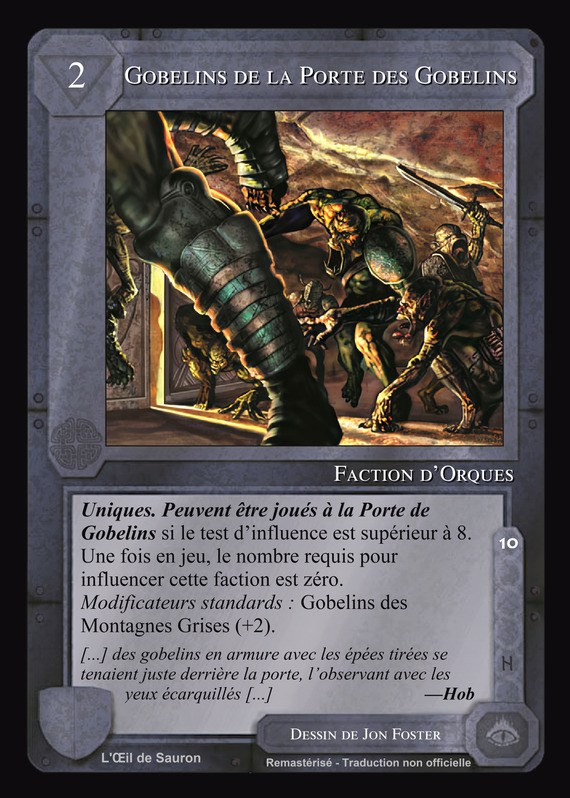 2
Gobelins de la Porte des Gobelins
Faction d'Orques
Uniques. Peuvent être joués à la Porte de
Gobelins si le test d'influence est supérieur à 8.
Une fois en jeu, le nombre requis pour
influencer cette faction est zéro.
Modificateurs standards : Gobelins des
Montagnes Grises (+2).
10
[...] des gobelins en armure avec les épées tirées se
tenaient juste derrière la porte, l'observant avec les
yeux écarquillés [...] —Hob
Dessin de Jon Foster
L'Œil de Sauron
Remastérisé - Traduction non officielle